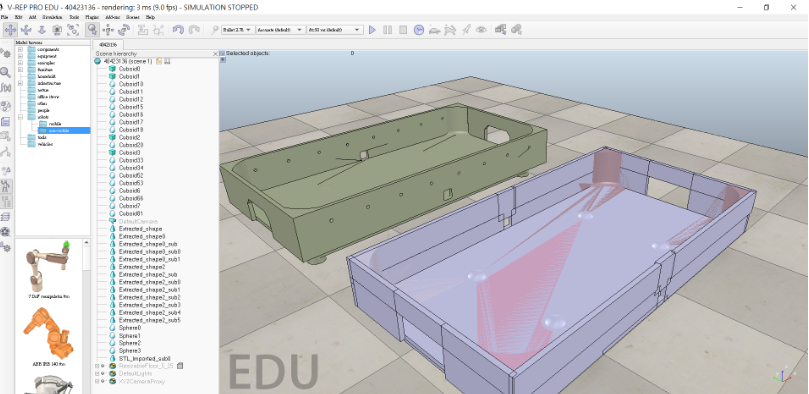 V-REP PRO EDU - 40423136 - rendering: 3 ms (9.0 fps) - SIMULATION STOPPED
File Edit Add Simulation Tools Plugins Add-ons Scenes Help
Bullet 2.78 Accurate (default) dt=50 ms (default)
Model browser
components
equipment
examples
furniture
household
infrastructure
nature
office items
other
people
robots
mobile
non-mobile
tools
vehicles
7 DoF manipulator.ttm
ABB IRB 140.ttm
40423136
Scene hierarchy
40423136 (scene 1)
Cuboid0
Cuboid1
Cuboid10
Cuboid11
Cuboid12
Cuboid15
Cuboid16
Cuboid17
Cuboid18
Cuboid2
Cuboid20
Cuboid3
Cuboid33
Cuboid34
Cuboid52
Cuboid53
Cuboid6
Cuboid66
Cuboid7
Cuboid81
DefaultCamera
Extracted_shape
Extracted_shape0
Extracted_shape0_sub
Extracted_shape0_sub0
Extracted_shape0_sub1
Extracted_shape2
Extracted_shape2_sub
Extracted_shape2_sub0
Extracted_shape2_sub1
Extracted_shape2_sub2
Extracted_shape2_sub3
Extracted_shape2_sub4
Extracted_shape2_sub5
Sphere0
Sphere1
Sphere2
Sphere3
STL_Imported_sub0
ResizableFloor_5_25
DefaultLights
XYZCameraProxy
Selected objects: 0
EDU